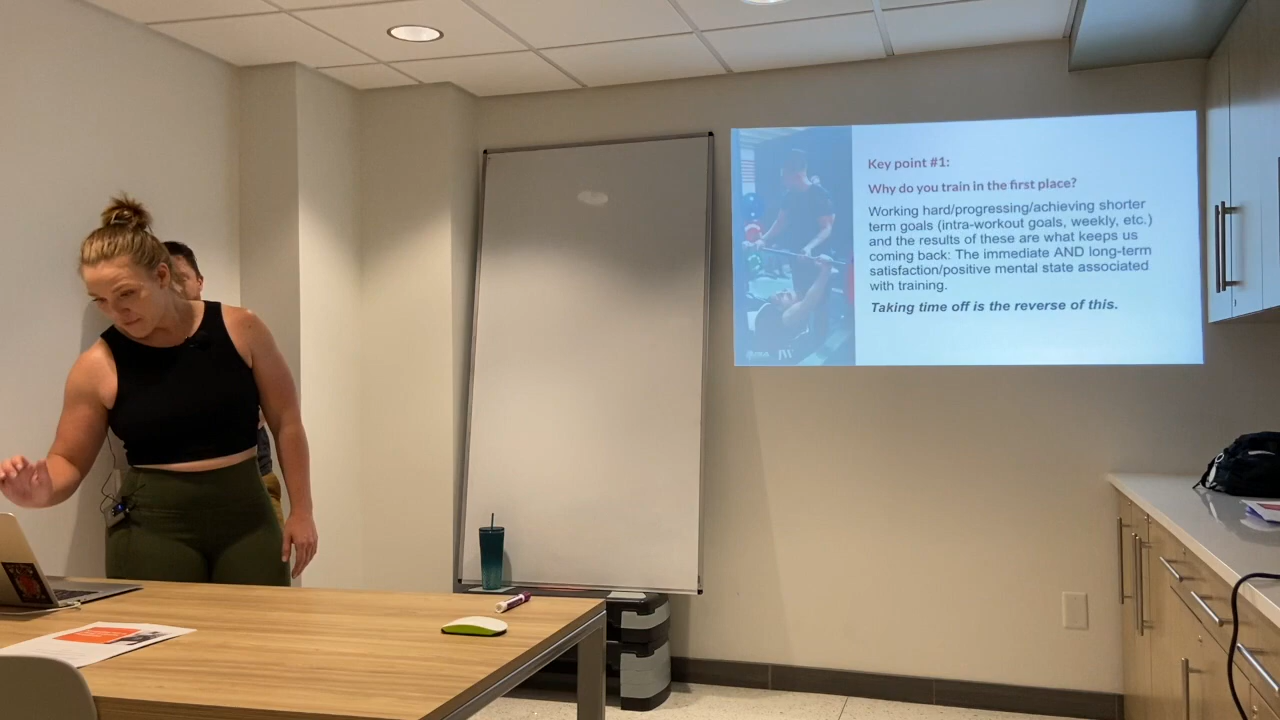 Key point #1:
Why do you train in the first place?
Working hard/progressing/achieving shorter
term goals (intra-workout goals, weekly, etc.)
and the results of these are what keeps us
coming back: The immediate AND long-term
satisfaction/positive mental state associated
with training.
Taking time off is the reverse of this.
JW